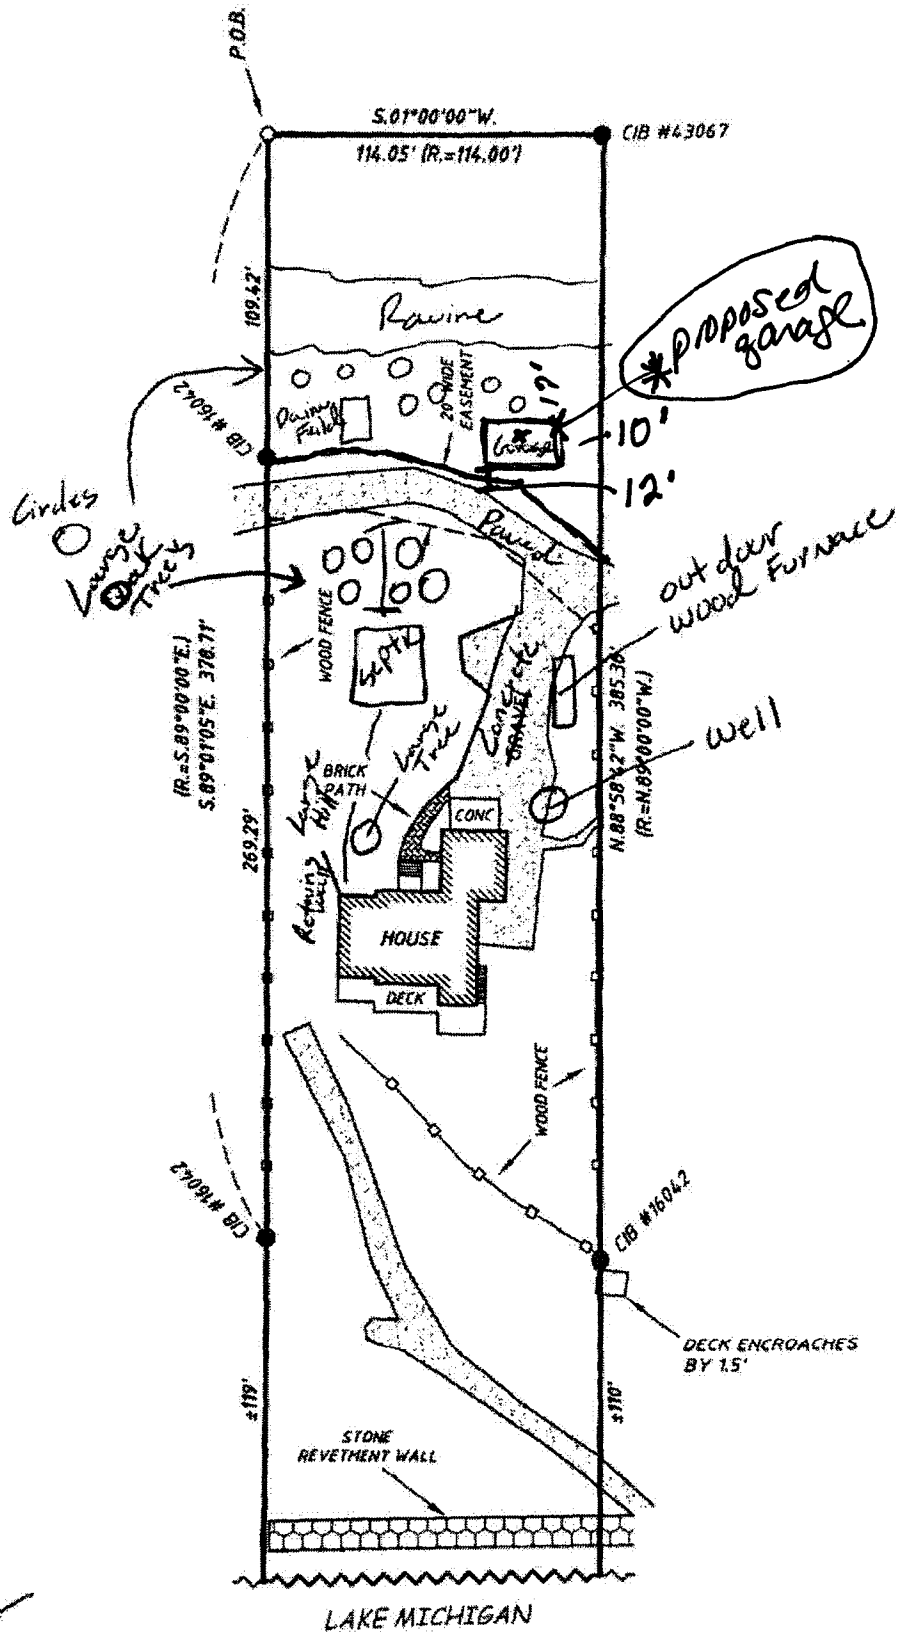 P.O.B.
S.01°00'00"W.
114.05' (R.=114.00')
CIB #43067
109.42'
Ravine
* proposed
garage
20' WIDE
EASEMENT
CIB #16042
Garage
10'
12'
Circles
Large
Oak
Trees
Paved
outdoor
wood Furnace
WOOD FENCE
Septic
(R.=S.89°00'00"E.)
S.89°01'05"E. 378.71'
269.29'
Concrete
GRAVEL
N.88°58'42"W. 385.36'
(R.=N.89°00'00"W.)
Well
Large
Tree
Large
Hill
BRICK
PATH
CONC
Retaining
Wall
HOUSE
DECK
WOOD FENCE
CIB #16042
CIB #16042
DECK ENCROACHES
BY 1.5'
±119'
±110'
STONE
REVETMENT WALL
LAKE MICHIGAN